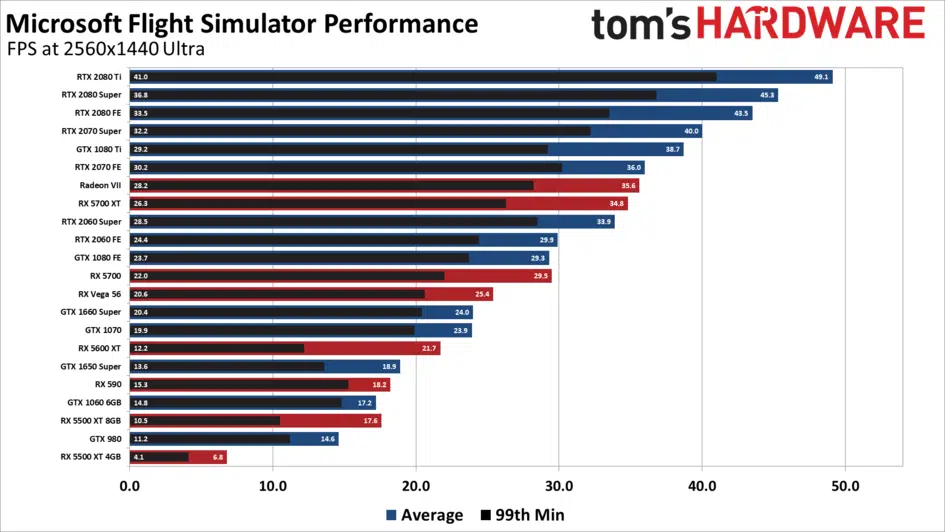 Microsoft Flight Simulator Performance
tom's HARDWARE
FPS at 2560x1440 Ultra
RTX 2080 Ti 41.0 49.1
RTX 2080 Super 36.8 45.3
RTX 2080 FE 33.5 43.5
RTX 2070 Super 32.2 40.0
GTX 1080 Ti 29.2 38.7
RTX 2070 FE 30.2 36.0
Radeon VII 28.2 35.6
RX 5700 XT 26.3 34.8
RTX 2060 Super 28.5 33.9
RTX 2060 FE 24.4 29.9
GTX 1080 FE 23.7 29.3
RX 5700 22.0 29.5
RX Vega 56 20.6 25.4
GTX 1660 Super 20.4 24.0
GTX 1070 19.9 23.9
RX 5600 XT 12.2 21.7
GTX 1650 Super 13.6 18.9
RX 590 15.3 18.2
GTX 1060 6GB 14.8 17.2
RX 5500 XT 8GB 10.5 17.6
GTX 980 11.2 14.6
RX 5500 XT 4GB 4.1 6.8
0.0 10.0 20.0 30.0 40.0 50.0
Average 99th Min